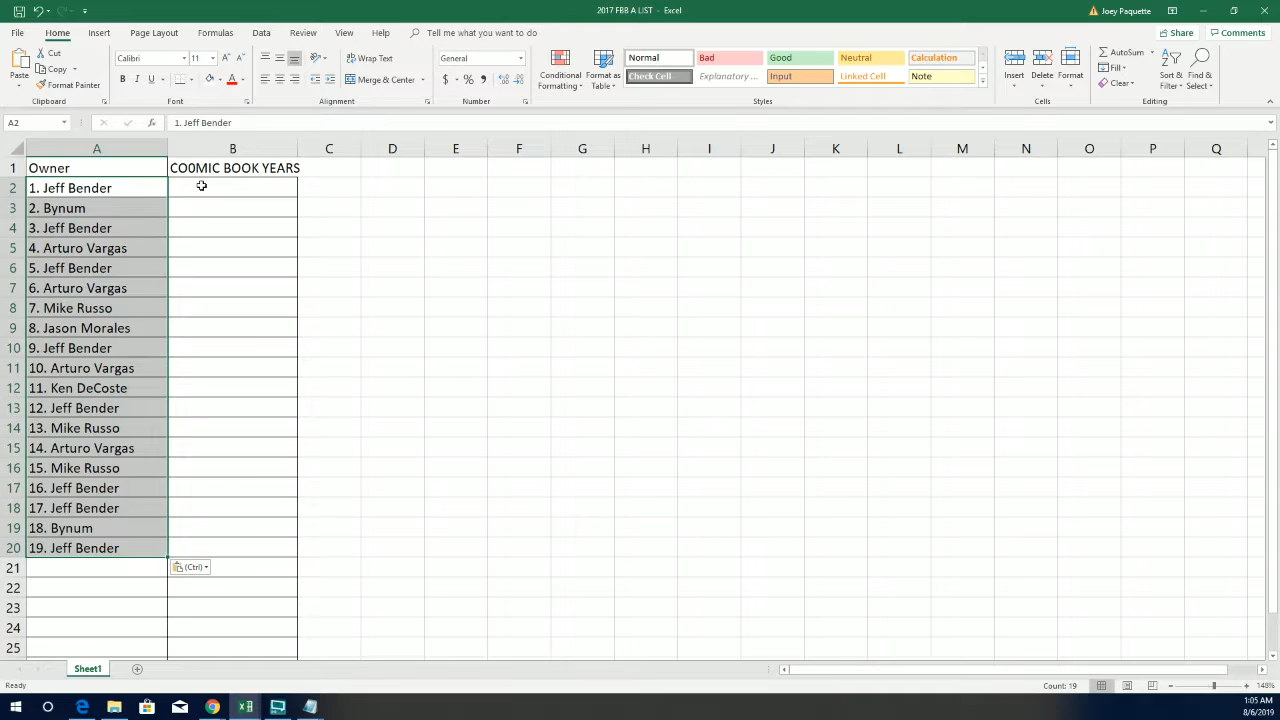 2017 FBB A LIST - Excel
Joey Paquette
File Home Insert Page Layout Formulas Data Review View Help Tell me what you want to do Share Comments
Paste Cut Copy Format Painter Clipboard
Calibri 11 B I U A Font
Wrap Text Merge & Center Alignment
General $ % Number
Conditional Formatting Format as Table
Normal Bad Good Neutral Calculation
Check Cell Explanatory ... Input Linked Cell Note
Styles
Insert Delete Format Cells
AutoSum Fill Clear Sort & Filter Find & Select Editing
A2 fx 1. Jeff Bender
A B C D E F G H I J K L M N O P Q
1 Owner CO0MIC BOOK YEARS
2 1. Jeff Bender
3 2. Bynum
4 3. Jeff Bender
5 4. Arturo Vargas
6 5. Jeff Bender
7 6. Arturo Vargas
8 7. Mike Russo
9 8. Jason Morales
10 9. Jeff Bender
11 10. Arturo Vargas
12 11. Ken DeCoste
13 12. Jeff Bender
14 13. Mike Russo
15 14. Arturo Vargas
16 15. Mike Russo
17 16. Jeff Bender
18 17. Jeff Bender
19 18. Bynum
20 19. Jeff Bender
21 (Ctrl)
22
23
24
25
Sheet1
Ready Count: 19 148%
1:05 AM
8/6/2019